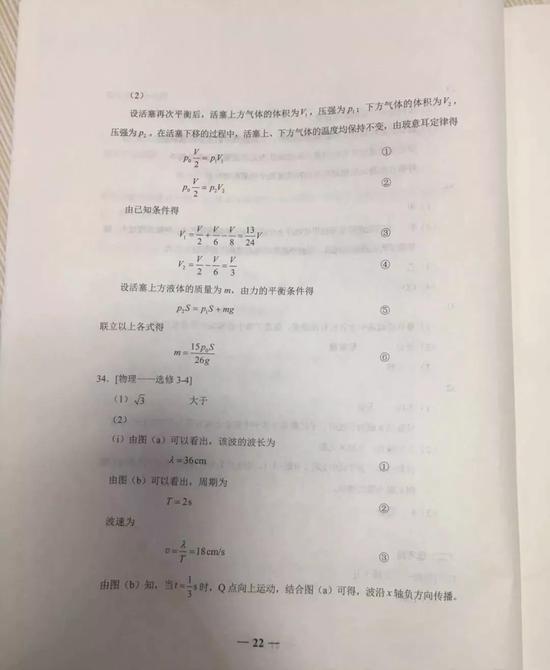 (2)
设活塞再次平衡后，活塞上方气体的体积为V₁，压强为p₁；下方气体的体积为V₂，
压强为p₂。在活塞下移的过程中，活塞上、下方气体的温度均保持不变，由玻意耳定律得
p₀ V/2 = p₁V₁ ①
p₀ V/2 = p₂V₂ ②
由已知条件得
V₁ = V/2 + V/6 - V/8 = 13/24 V ③
V₂ = V/2 - V/6 = V/3 ④
设活塞上方液体的质量为m，由力的平衡条件得
p₂S = p₁S + mg ⑤
联立以上各式得
m = 15p₀S/26g ⑥
34. [物理——选修 3-4]
(1) √3 大于
(2)
(i) 由图（a）可以看出，该波的波长为
λ=36cm ①
由图（b）可以看出，周期为
T=2s ②
波速为
υ = λ/T = 18cm/s ③
由图（b）知，当 t = 1/3 s 时，Q点向上运动，结合图（a）可得，波沿 x 轴负方向传播。
— 22 —